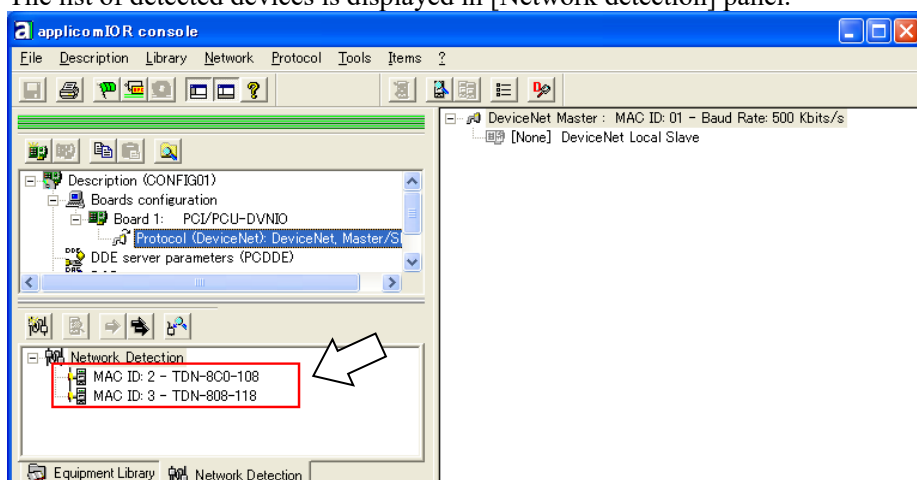 The list of detected devices is displayed in [Network detection] panel.
applicomIOR console
File Description Library Network Protocol Tools Items ?
DeviceNet Master : MAC ID: 01 - Baud Rate: 500 Kbits/s
[None] DeviceNet Local Slave
Description (CONFIG01)
Boards configuration
Board 1: PCI/PCU-DVNIO
Protocol (DeviceNet): DeviceNet, Master/Sl
DDE server parameters (PCDDE)
Network Detection
MAC ID: 2 - TDN-8C0-108
MAC ID: 3 - TDN-808-118
Equipment Library Network Detection